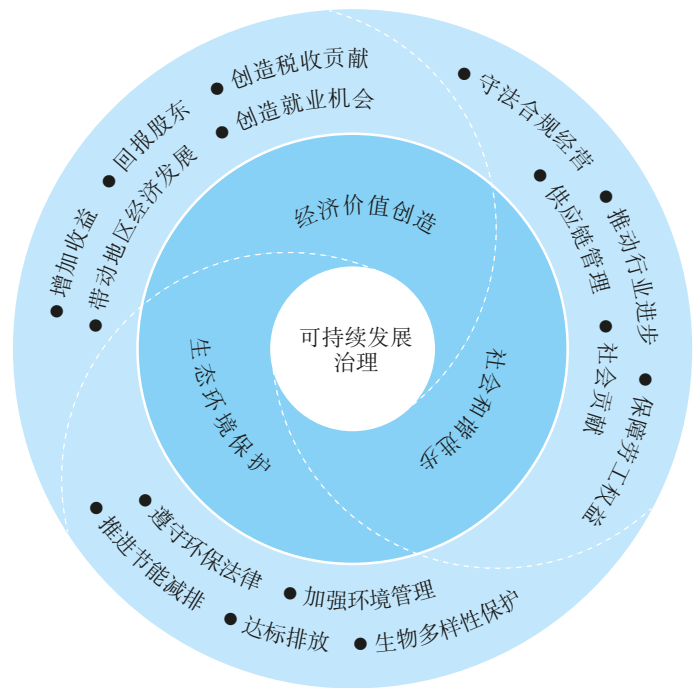 可持续发展
治理
经济价值创造
● 增加收益
● 回报股东
● 创造税收贡献
● 带动地区经济发展
● 创造就业机会
社会和谐进步
● 守法合规经营
● 推动行业进步
● 保障劳工权益
● 供应链管理
● 社会贡献
生态环境保护
● 遵守环保法律
● 加强环境管理
● 推进节能减排
● 达标排放
● 生物多样性保护